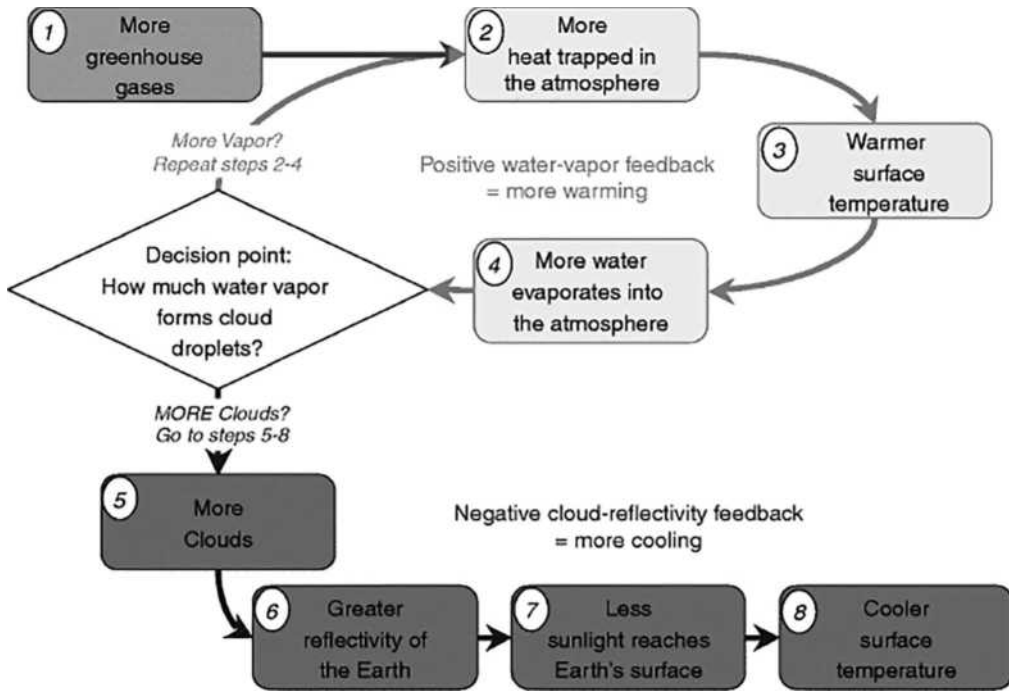 1
More
greenhouse
gases
2
More
heat trapped in
the atmosphere
More Vapor?
Repeat steps 2-4
Positive water-vapor feedback
= more warming
3
Warmer
surface
temperature
Decision point:
How much water vapor
forms cloud
droplets?
4
More water
evaporates into
the atmosphere
MORE Clouds?
Go to steps 5-8
5
More
Clouds
Negative cloud-reflectivity feedback
= more cooling
6
Greater
reflectivity of
the Earth
7
Less
sunlight reaches
Earth's surface
8
Cooler
surface
temperature